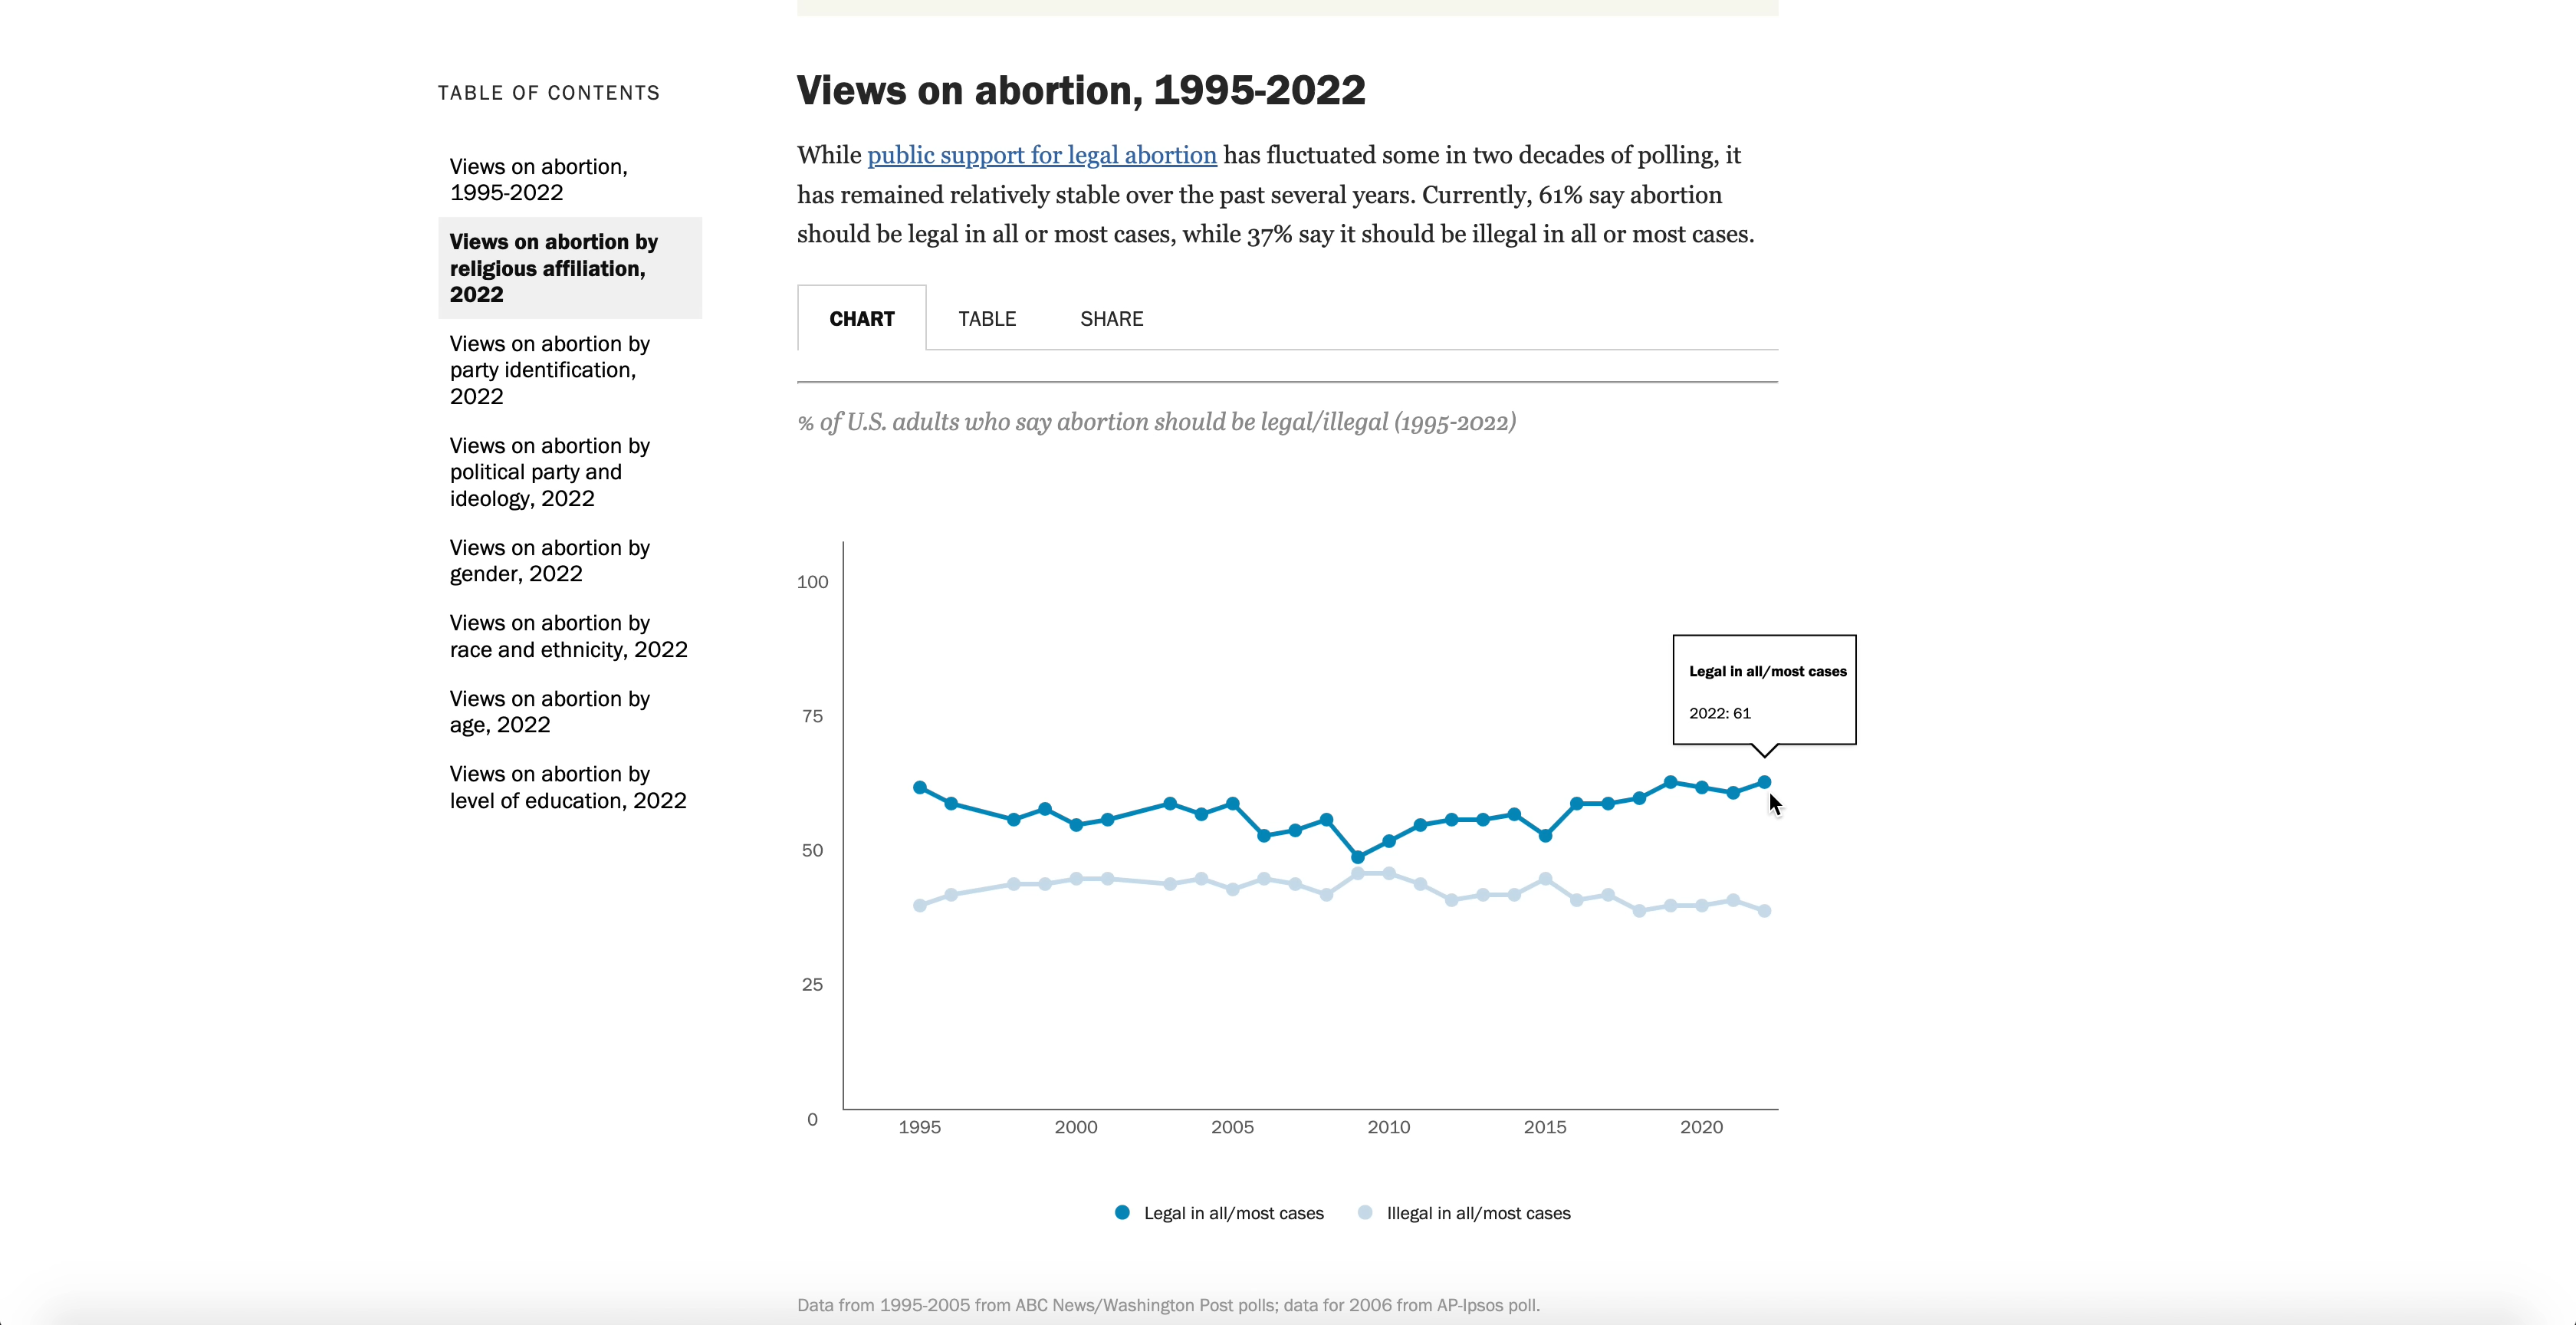 TABLE OF CONTENTS
Views on abortion,
1995-2022
Views on abortion by
religious affiliation,
2022
Views on abortion by
party identification,
2022
Views on abortion by
political party and
ideology, 2022
Views on abortion by
gender, 2022
Views on abortion by
race and ethnicity, 2022
Views on abortion by
age, 2022
Views on abortion by
level of education, 2022
Views on abortion, 1995-2022
While public support for legal abortion has fluctuated some in two decades of polling, it
has remained relatively stable over the past several years. Currently, 61% say abortion
should be legal in all or most cases, while 37% say it should be illegal in all or most cases.
CHART TABLE SHARE
% of U.S. adults who say abortion should be legal/illegal (1995-2022)
100
75
50
25
0
Legal in all/most cases
2022: 61
1995 2000 2005 2010 2015 2020
Legal in all/most cases Illegal in all/most cases
Data from 1995-2005 from ABC News/Washington Post polls; data for 2006 from AP-Ipsos poll.